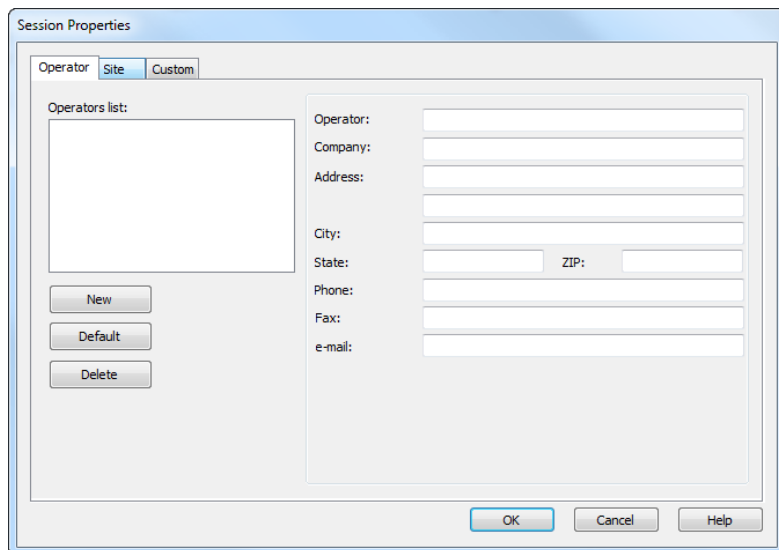 Session Properties
Operator Site Custom
Operators list:
Operator:
Company:
Address:
City:
State: ZIP:
Phone:
Fax:
e-mail:
New
Default
Delete
OK Cancel Help